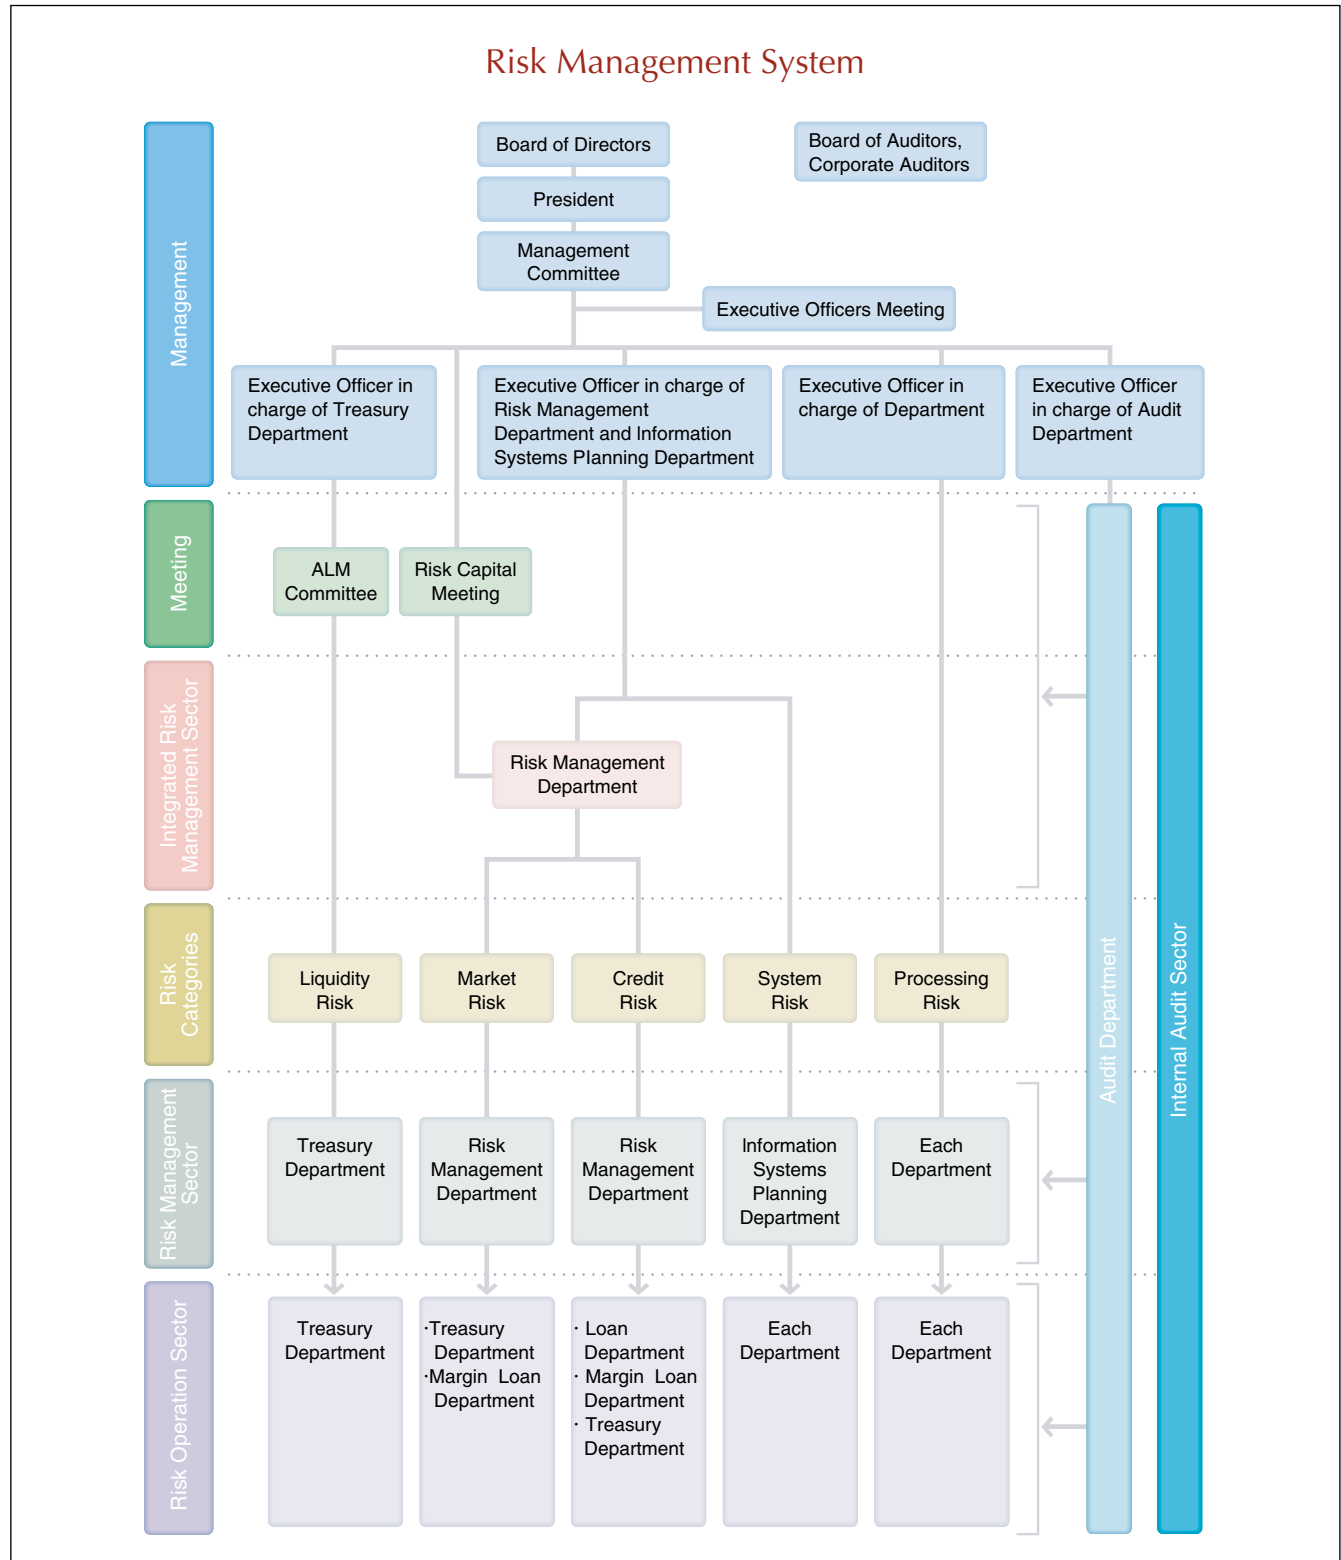 Risk Management System
Management
Board of Directors
Board of Auditors,
Corporate Auditors
President
Management
Committee
Executive Officers Meeting
Executive Officer in
charge of Treasury
Department
Executive Officer in charge of
Risk Management
Department and Information
Systems Planning Department
Executive Officer in
charge of Department
Executive Officer
in charge of Audit
Department
Meeting
ALM
Committee
Risk Capital
Meeting
Integrated Risk
Management Sector
Risk Management
Department
Risk
Categories
Liquidity
Risk
Market
Risk
Credit
Risk
System
Risk
Processing
Risk
Audit Department
Internal Audit Sector
Risk Management
Sector
Treasury
Department
Risk
Management
Department
Risk
Management
Department
Information
Systems
Planning
Department
Each
Department
Risk Operation Sector
Treasury
Department
·Treasury
Department
·Margin Loan
Department
· Loan
Department
· Margin Loan
Department
· Treasury
Department
Each
Department
Each
Department